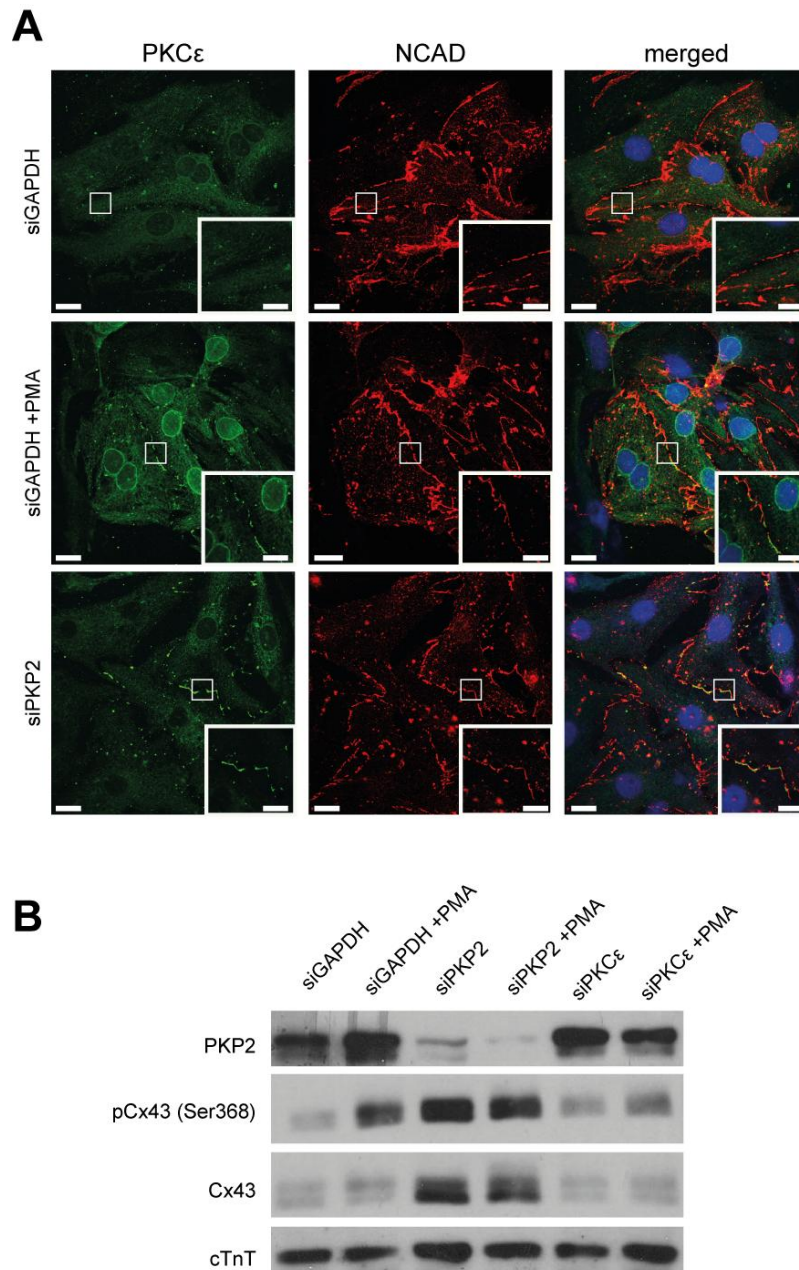 A
PKCε NCAD merged
siGAPDH
siGAPDH +PMA
siPKP2
B
siGAPDH siGAPDH +PMA siPKP2 siPKP2 +PMA siPKCε siPKCε +PMA
PKP2
pCx43 (Ser368)
Cx43
cTnT